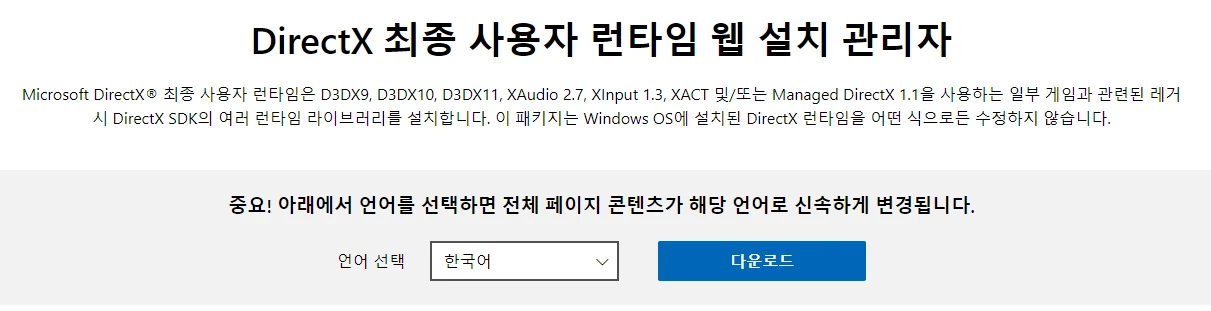 DirectX 최종 사용자 런타임 웹 설치 관리자
Microsoft DirectX® 최종 사용자 런타임은 D3DX9, D3DX10, D3DX11, XAudio 2.7, XInput 1.3, XACT 및/또는 Managed DirectX 1.1을 사용하는 일부 게임과 관련된 레거
시 DirectX SDK의 여러 런타임 라이브러리를 설치합니다. 이 패키지는 Windows OS에 설치된 DirectX 런타임을 어떤 식으로든 수정하지 않습니다.
중요! 아래에서 언어를 선택하면 전체 페이지 콘텐츠가 해당 언어로 신속하게 변경됩니다.
언어 선택 한국어 다운로드